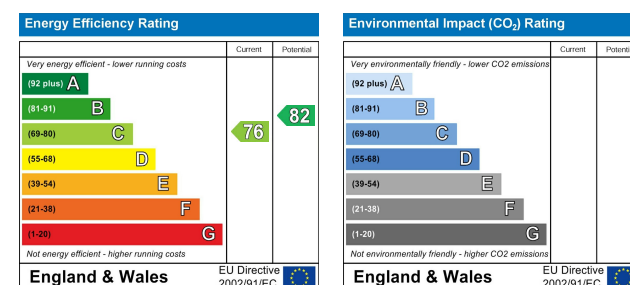 Energy Efficiency Rating
Current Potential
Very energy efficient - lower running costs
(92 plus) A
(81-91) B
82
(69-80) C
76
(55-68) D
(39-54) E
(21-38) F
(1-20) G
Not energy efficient - higher running costs
England & Wales
EU Directive
2002/91/EC
Environmental Impact (CO₂) Rating
Current Potential
Very environmentally friendly - lower CO2 emissions
(92 plus) A
(81-91) B
(69-80) C
(55-68) D
(39-54) E
(21-38) F
(1-20) G
Not environmentally friendly - higher CO2 emissions
England & Wales
EU Directive
2002/91/EC